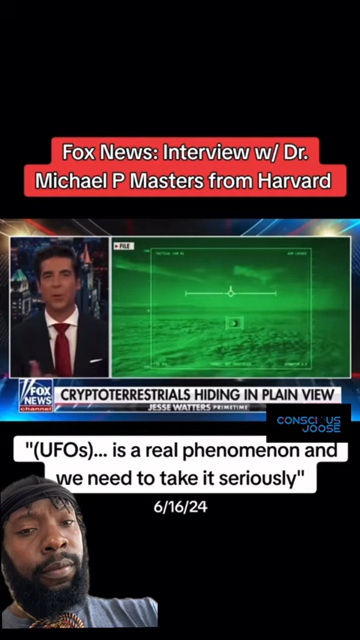 Fox News: Interview w/ Dr.
Michael P Masters from Harvard
FILE
FOX
NEWS
channel
CRYPTOTERRESTRIALS HIDING IN PLAIN VIEW
JESSE WATTERS PRIMETIME
CONSCIOUS
JOOSE
"(UFOs)... is a real phenomenon and
we need to take it seriously"
6/16/24